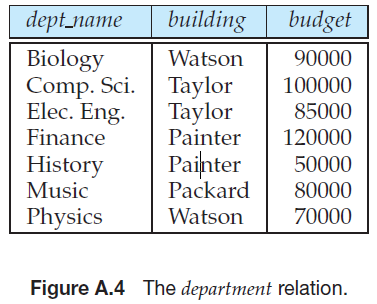 dept_name building budget
Biology Watson 90000
Comp. Sci. Taylor 100000
Elec. Eng. Taylor 85000
Finance Painter 120000
History Painter 50000
Music Packard 80000
Physics Watson 70000
Figure A.4 The department relation.